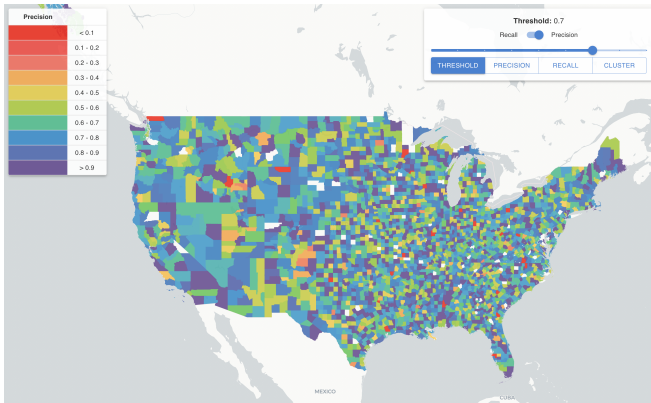 Precision
< 0.1
0.1 - 0.2
0.2 - 0.3
0.3 - 0.4
0.4 - 0.5
0.5 - 0.6
0.6 - 0.7
0.7 - 0.8
0.8 - 0.9
> 0.9
Threshold: 0.7
Recall Precision
THRESHOLD PRECISION RECALL CLUSTER
MEXICO
CUBA